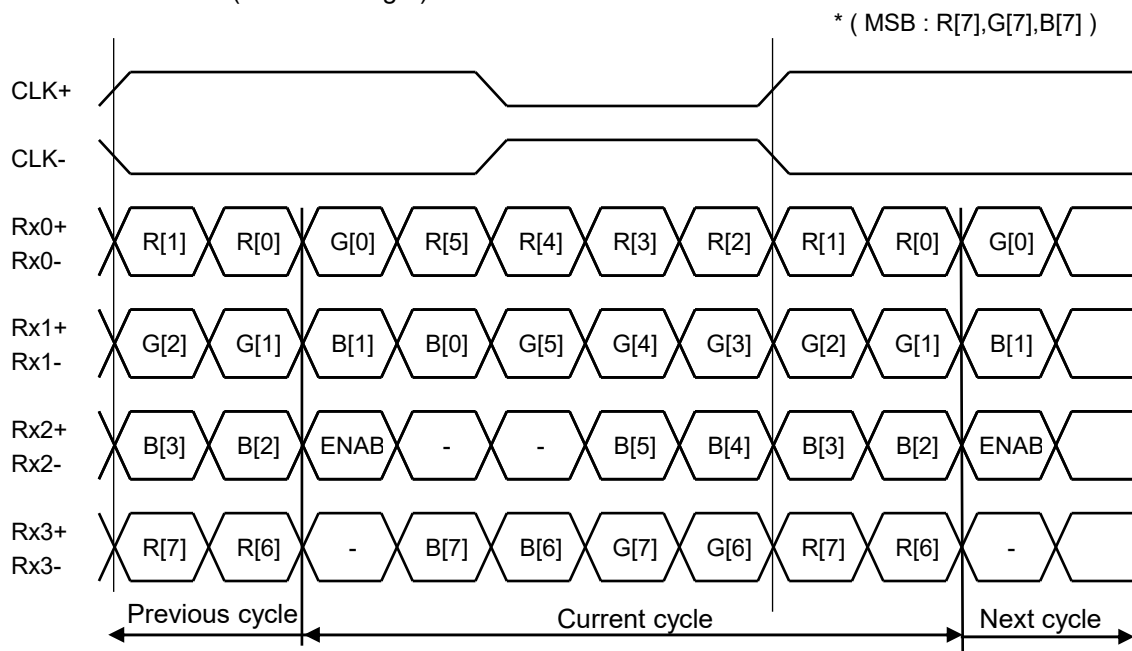 * ( MSB : R[7],G[7],B[7] )
CLK+
CLK-
Rx0+
Rx0-
R[1] R[0] G[0] R[5] R[4] R[3] R[2] R[1] R[0] G[0]
Rx1+
Rx1-
G[2] G[1] B[1] B[0] G[5] G[4] G[3] G[2] G[1] B[1]
Rx2+
Rx2-
B[3] B[2] ENAB - - B[5] B[4] B[3] B[2] ENAB
Rx3+
Rx3-
R[7] R[6] - B[7] B[6] G[7] G[6] R[7] R[6] -
Previous cycle Current cycle Next cycle